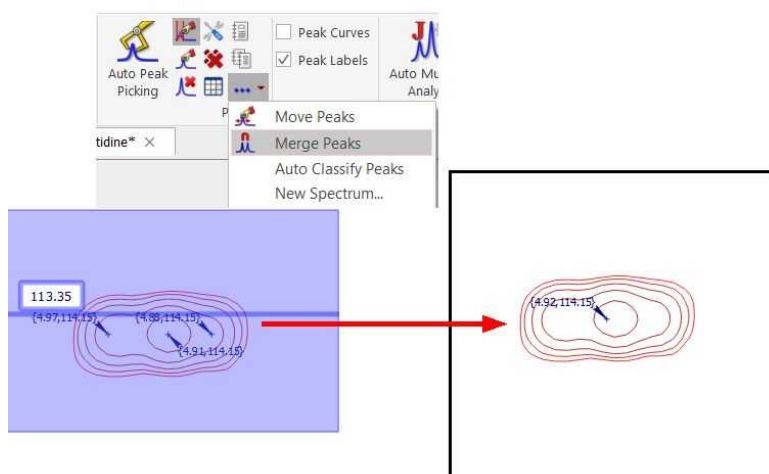 Peak Curves
Peak Labels
Auto Peak
Picking
Auto Mu
Analy
P
tidine* ×
Move Peaks
Merge Peaks
Auto Classify Peaks
New Spectrum...
113.35
{4.97,114.15}
{4.88,114.15}
{4.91,114.15}
{4.92,114.15}